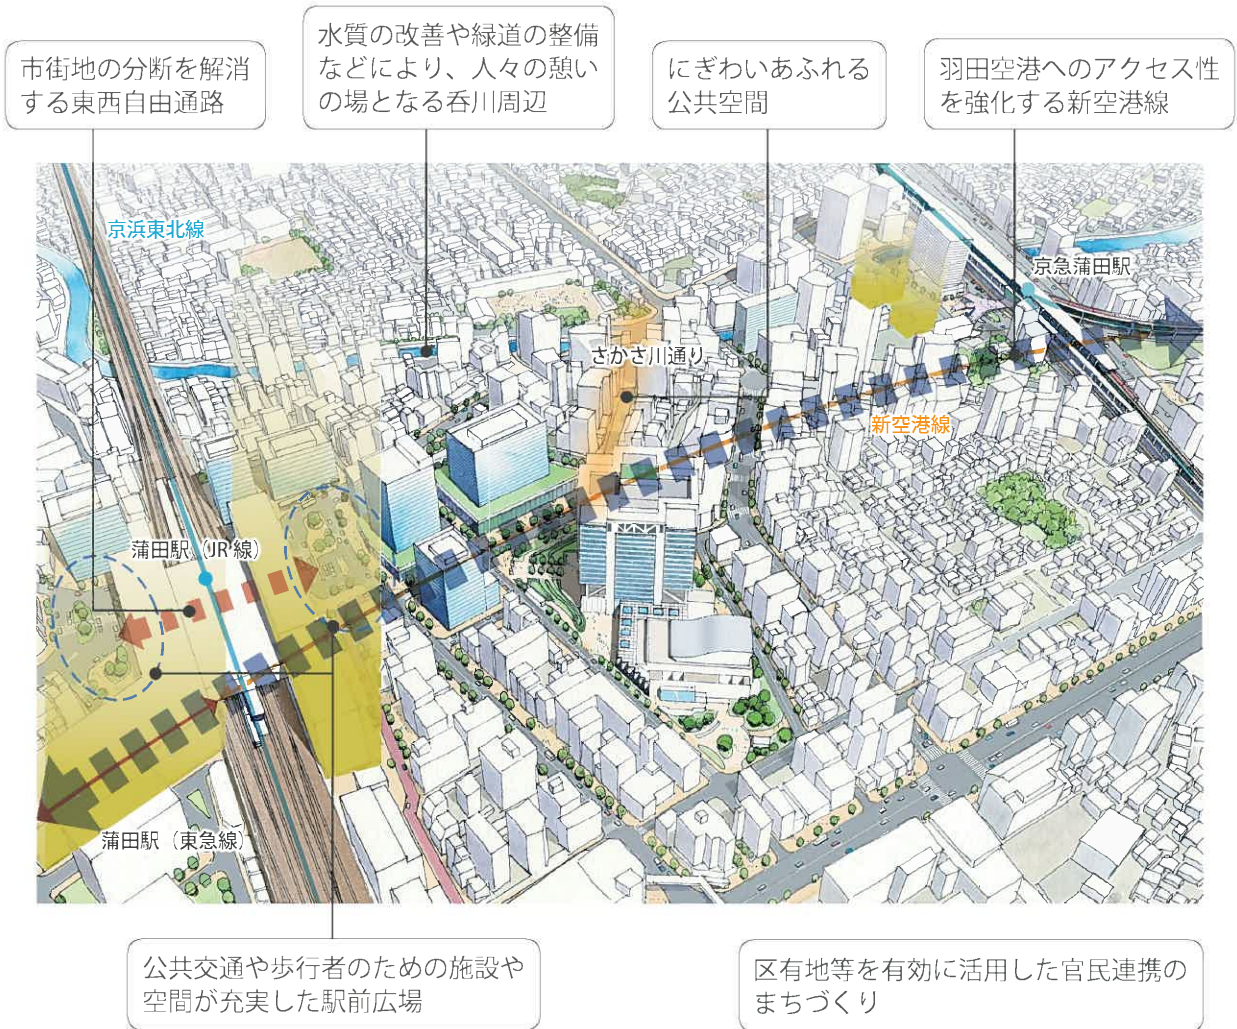 市街地の分断を解消
する東西自由通路
水質の改善や緑道の整備
などにより、人々の憩い
の場となる呑川周辺
にぎわいあふれる
公共空間
羽田空港へのアクセス性
を強化する新空港線
京浜東北線
京急蒲田駅
さかさ川通り
新空港線
蒲田駅（JR線）
蒲田駅（東急線）
公共交通や歩行者のための施設や
空間が充実した駅前広場
区有地等を有効に活用した官民連携の
まちづくり